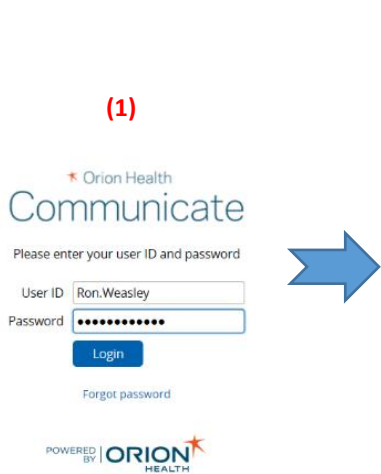 (1)
Orion Health
Communicate
Please enter your user ID and password
User ID Ron.Weasley
Password ••••••••••••
Login
Forgot password
POWERED BY ORION HEALTH